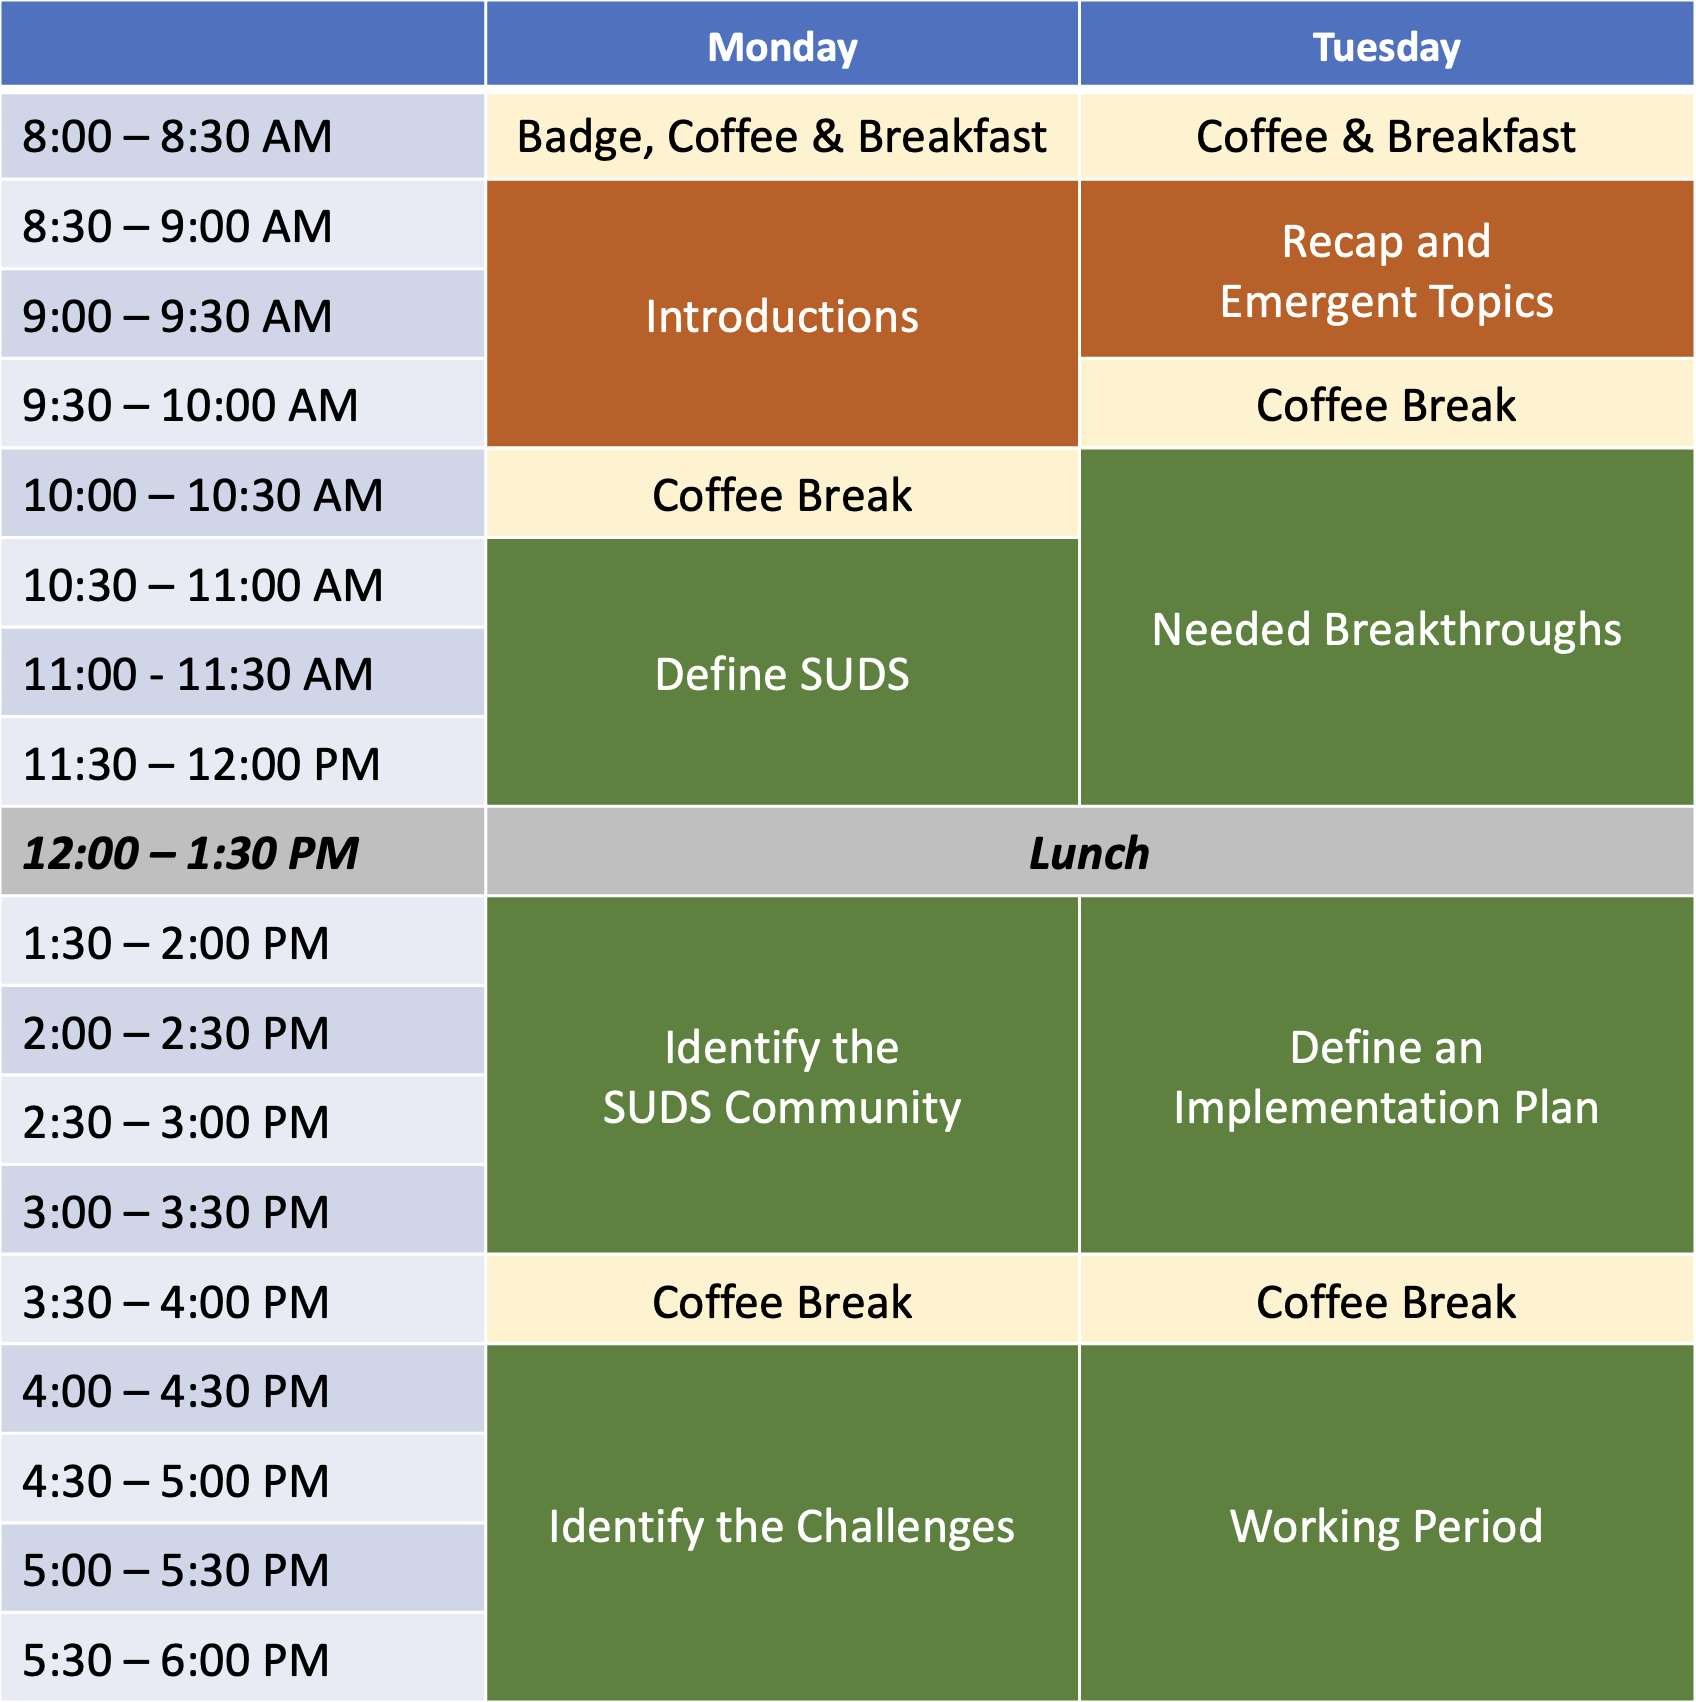 Monday
Tuesday
8:00 – 8:30 AM
Badge, Coffee & Breakfast
Coffee & Breakfast
8:30 – 9:00 AM
Introductions
Recap and
Emergent Topics
9:00 – 9:30 AM
9:30 – 10:00 AM
Coffee Break
10:00 – 10:30 AM
Coffee Break
Needed Breakthroughs
10:30 – 11:00 AM
Define SUDS
11:00 - 11:30 AM
11:30 – 12:00 PM
12:00 – 1:30 PM
Lunch
1:30 – 2:00 PM
Identify the
SUDS Community
Define an
Implementation Plan
2:00 – 2:30 PM
2:30 – 3:00 PM
3:00 – 3:30 PM
3:30 – 4:00 PM
Coffee Break
Coffee Break
4:00 – 4:30 PM
Identify the Challenges
Working Period
4:30 – 5:00 PM
5:00 – 5:30 PM
5:30 – 6:00 PM